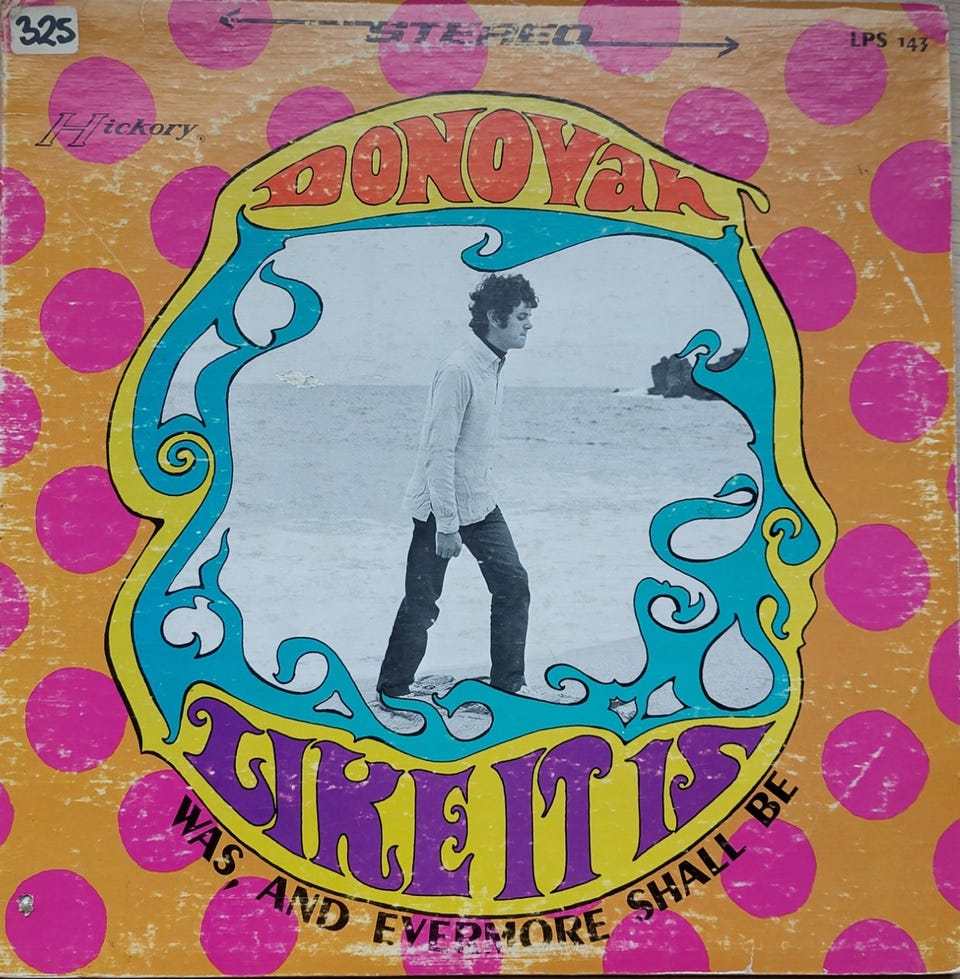 325
STEREO
LPS 143
Hickory.
DONOVan
LIKE IT IS
WAS, AND EVERMORE SHALL BE